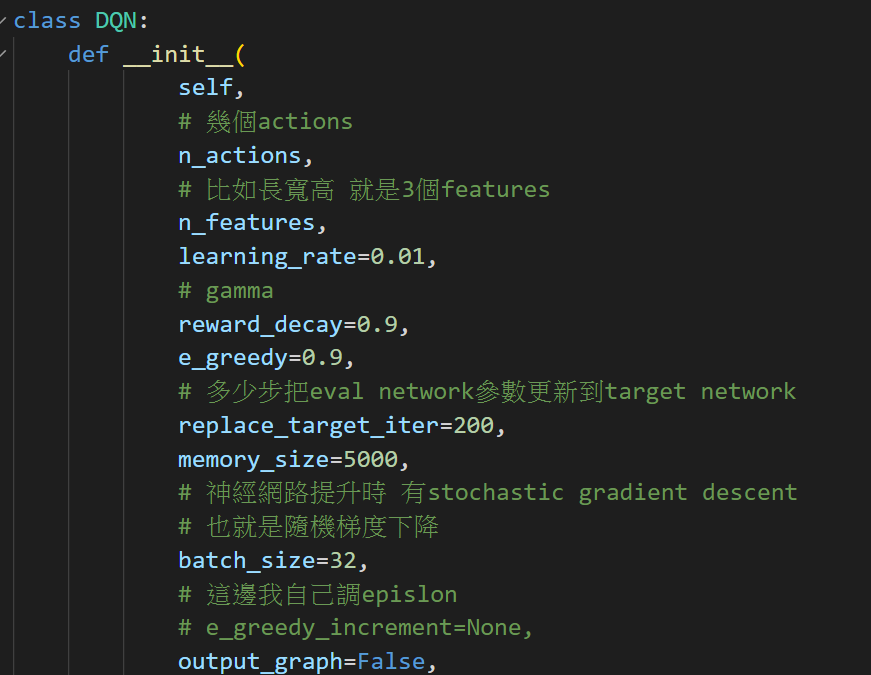 class DQN:
def __init__(
self,
# 幾個actions
n_actions,
# 比如長寬高 就是3個features
n_features,
learning_rate=0.01,
# gamma
reward_decay=0.9,
e_greedy=0.9,
# 多少步把eval network參數更新到target network
replace_target_iter=200,
memory_size=5000,
# 神經網路提升時 有stochastic gradient descent
# 也就是隨機梯度下降
batch_size=32,
# 這邊我自己調epislon
# e_greedy_increment=None,
output_graph=False,